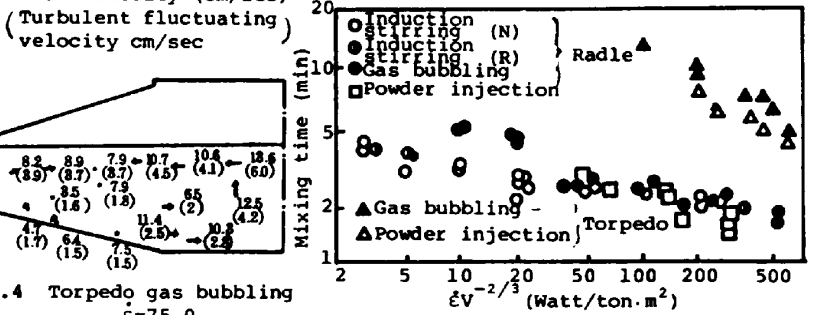 (Turbulent fluctuating
velocity cm/sec)
8.2 8.9 7.9 10.7 10.6 13.6
(3.9) (3.7) (3.7) (4.5) (4.1) (6.0)
3.5 7.9 6.5 12.5
(1.6) (1.8) (2) (4.2)
4.7 6.4 7.5 11.4
(1.7) (1.5) (1.5) (2.5)
.4 Torpedo gas bubbling
Mixing time (min)
20
10
5
2
1
Induction
stirring (N)
Induction
stirring (R)
Gas bubbling
Powder injection
Radle
Gas bubbling
Powder injection
Torpedo
2 5 10 20 50 100 200 500
ε̇V^-2/3 (Watt/ton·m²)